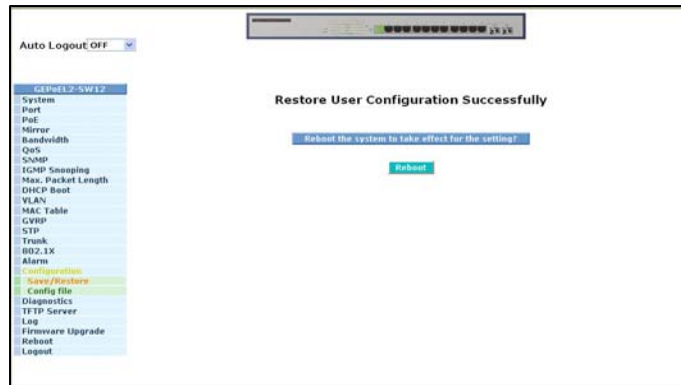 Auto Logout OFF
GEPoEL2-SW12
System
Port
PoE
Mirror
Bandwidth
QoS
SNMP
IGMP Snooping
Max. Packet Length
DHCP Boot
VLAN
MAC Table
GVRP
STP
Trunk
802.1X
Alarm
Configuration
Save/Restore
Config file
Diagnostics
TFTP Server
Log
Firmware Upgrade
Reboot
Logout
Restore User Configuration Successfully
Reboot the system to take effect for the setting!
Reboot